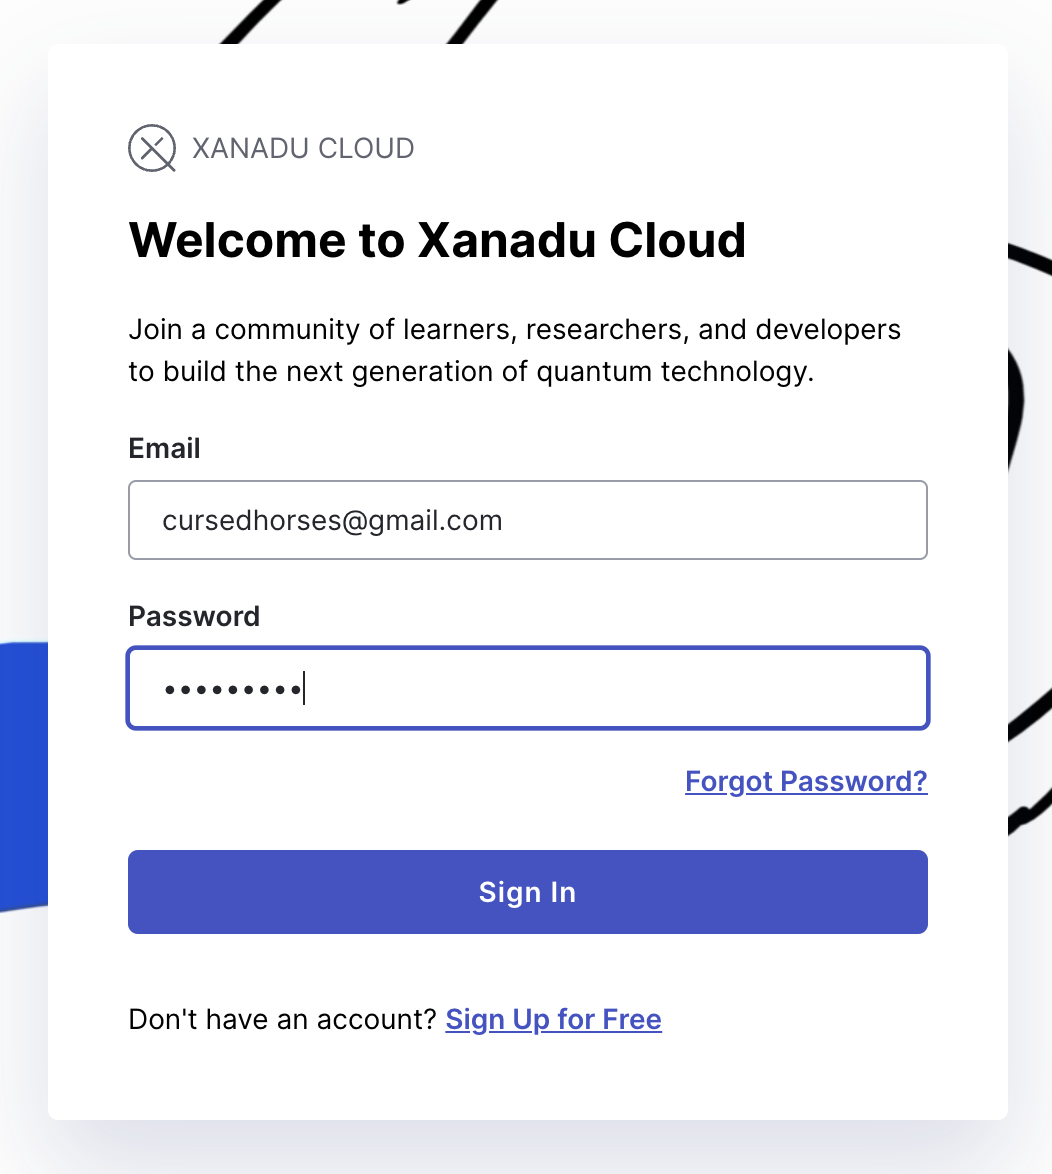 XANADU CLOUD
Welcome to Xanadu Cloud
Join a community of learners, researchers, and developers
to build the next generation of quantum technology.
Email
cursedhorses@gmail.com
Password
•••••••••
Forgot Password?
Sign In
Don't have an account? Sign Up for Free